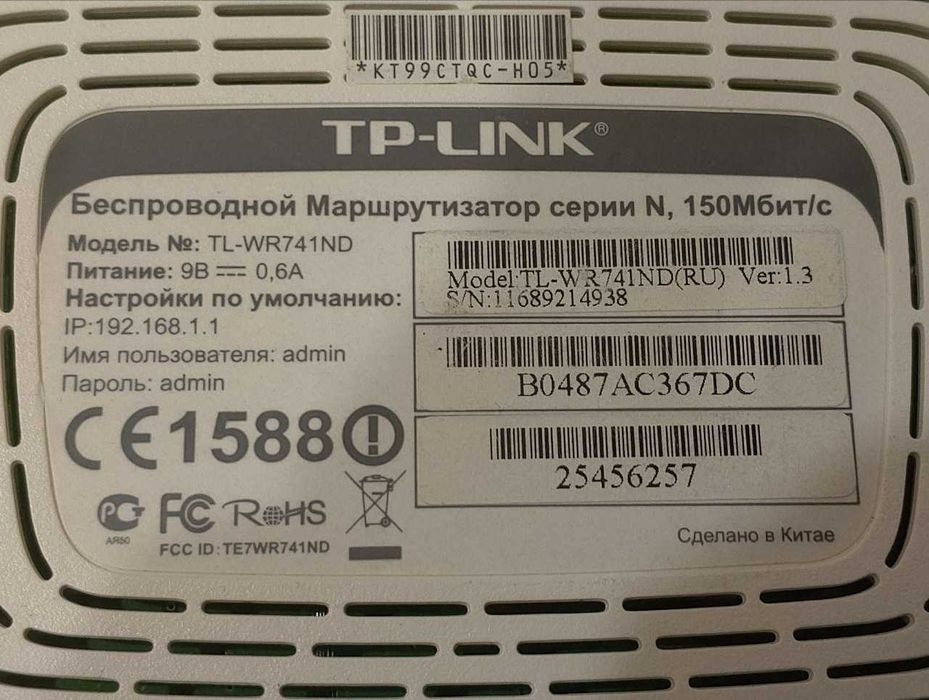 *KT99CTQC-H05*
TP-LINK®
Беспроводной Маршрутизатор серии N, 150Мбит/с
Модель №: TL-WR741ND
Питание: 9В ⎓ 0,6А
Настройки по умолчанию:
IP:192.168.1.1
Имя пользователя: admin
Пароль: admin
Model:TL-WR741ND(RU) Ver:1.3
S/N:11689214938
B0487AC367DC
25456257
CE1588!
РСТ
АЯ50
FC
RoHS
FCC ID:TE7WR741ND
Сделано в Китае